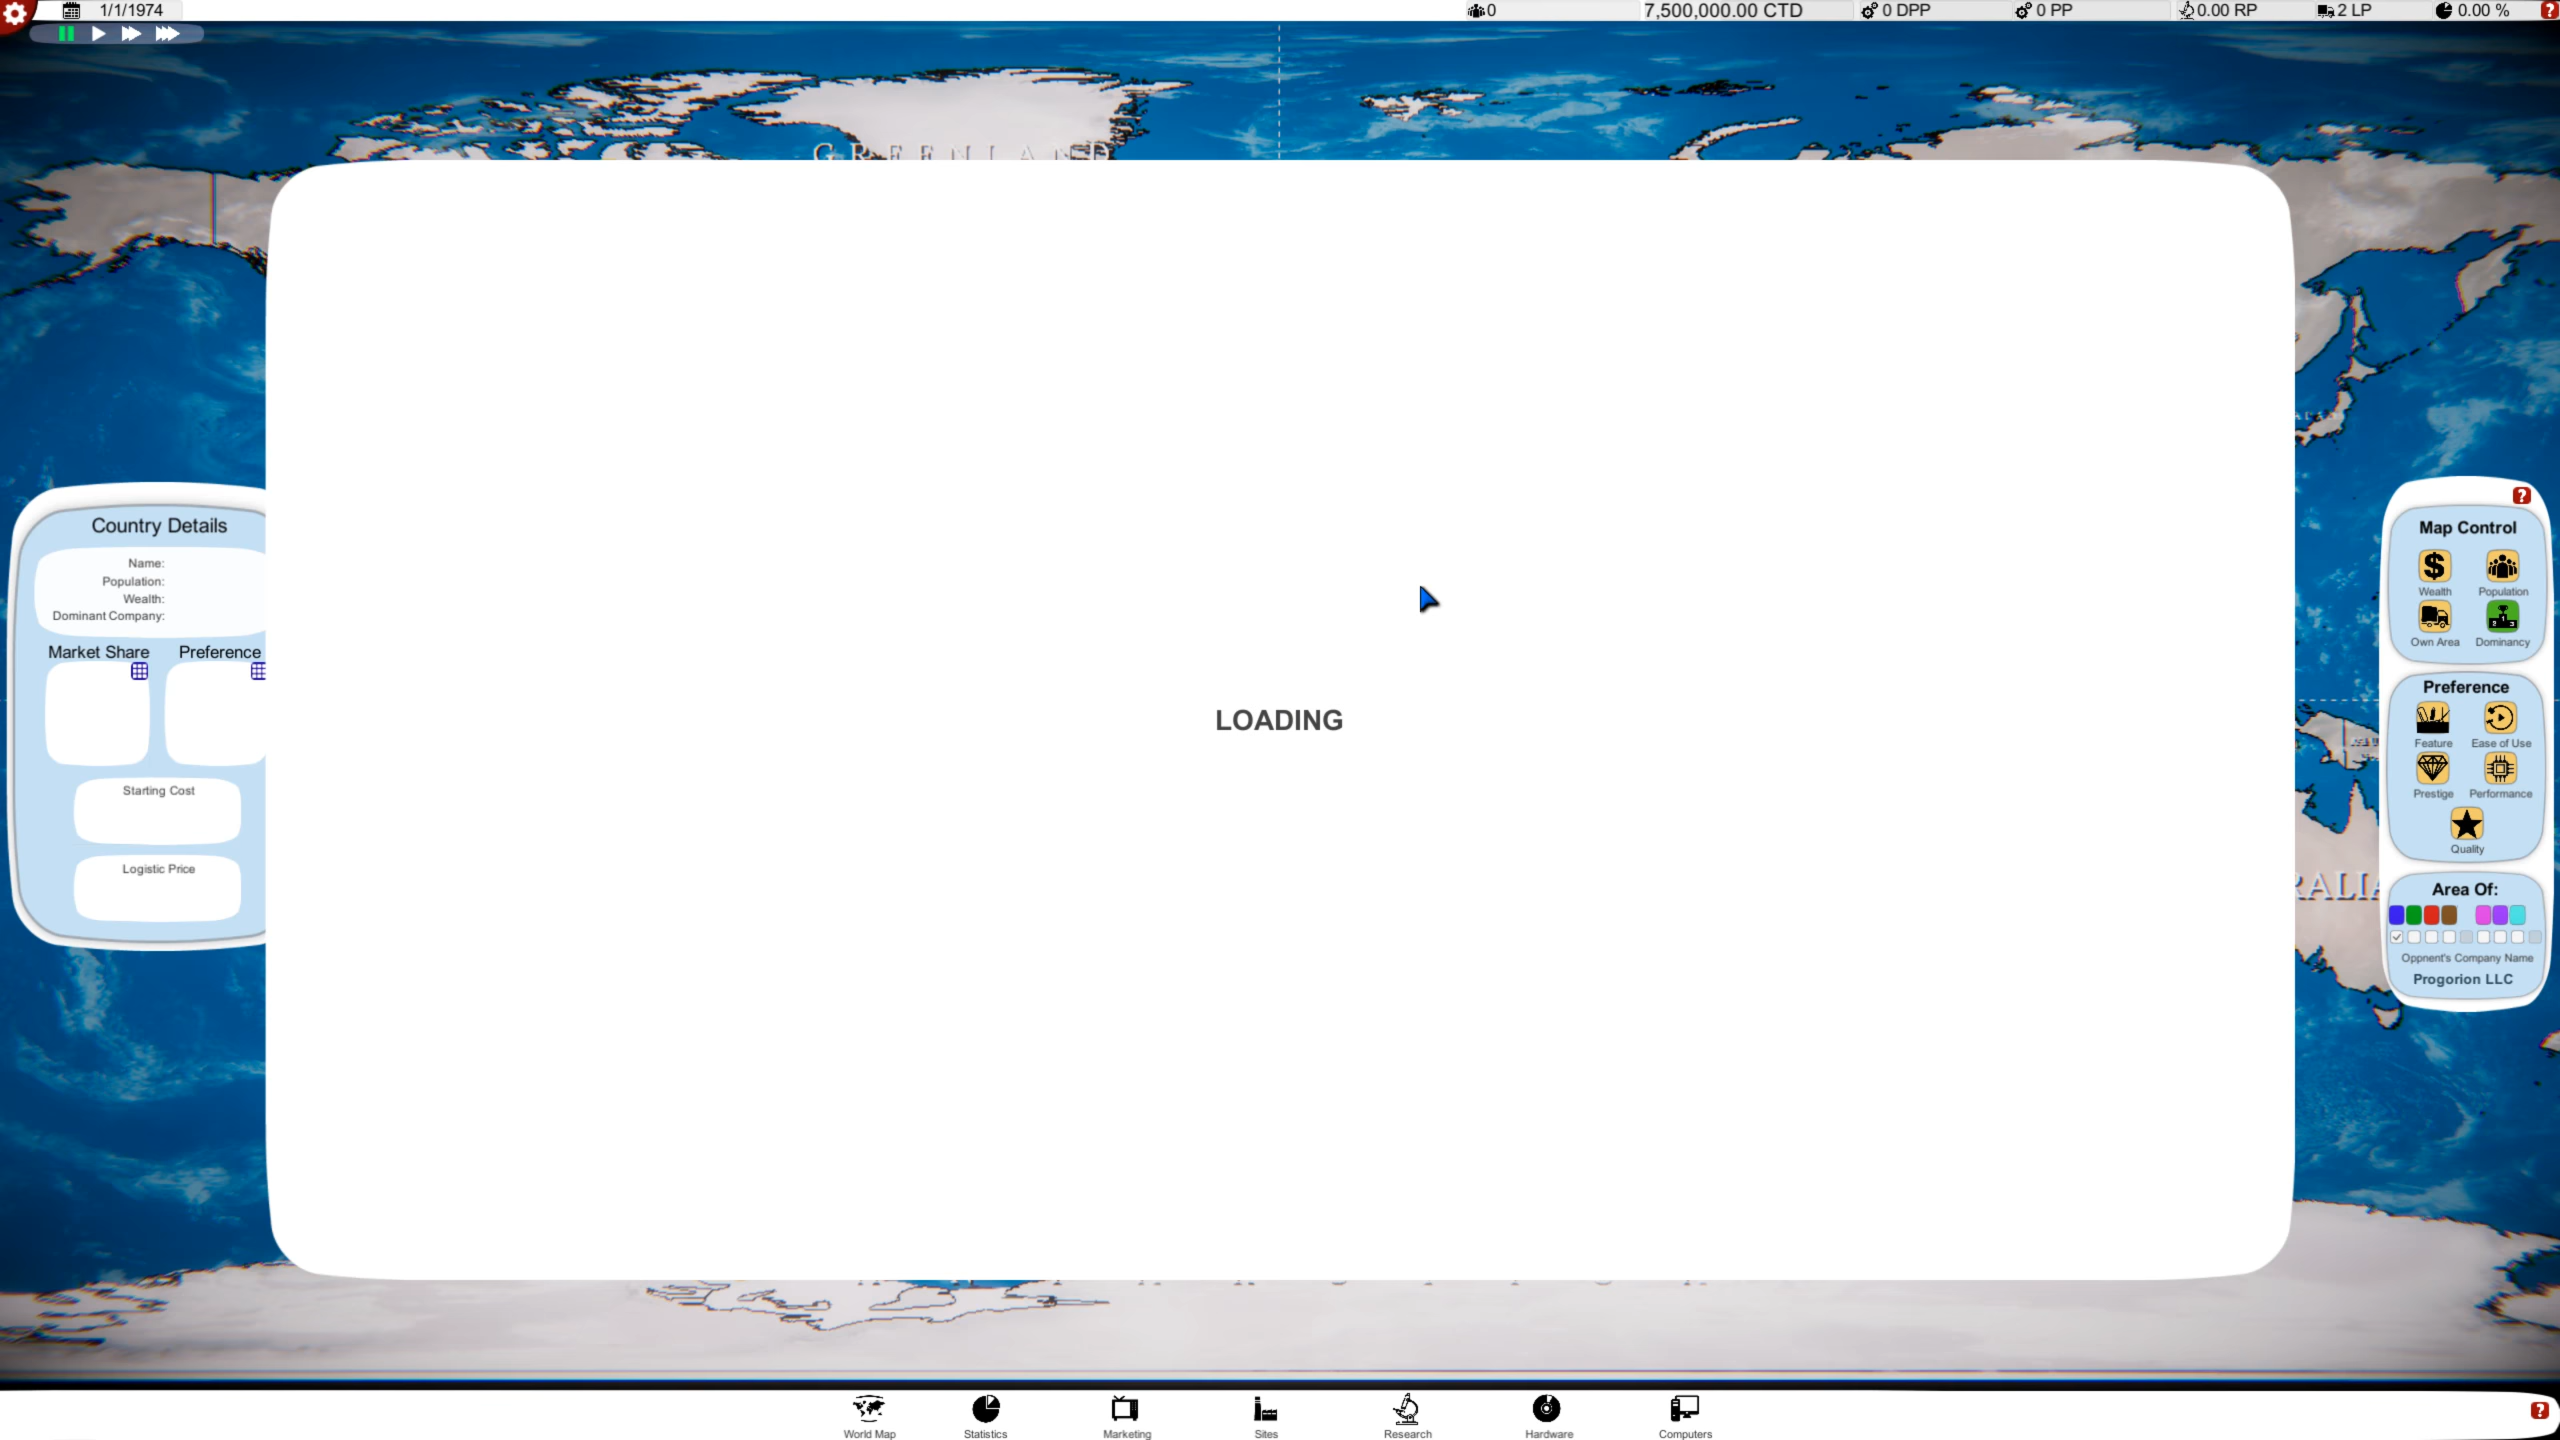 1/1/1974
0
7,500,000.00 CTD
0 DPP
0 PP
0.00 RP
2 LP
0.00 %
?
GREENLAND
Country Details
Name:
Population:
Wealth:
Dominant Company:
Market Share
Preference
Starting Cost
Logistic Price
LOADING
?
Map Control
Wealth
Population
Own Area
Dominancy
Preference
Feature
Ease of Use
Prestige
Performance
Quality
Area Of:
Oppnent's Company Name
Progorion LLC
World Map
Statistics
Marketing
Sites
Research
Hardware
Computers
?